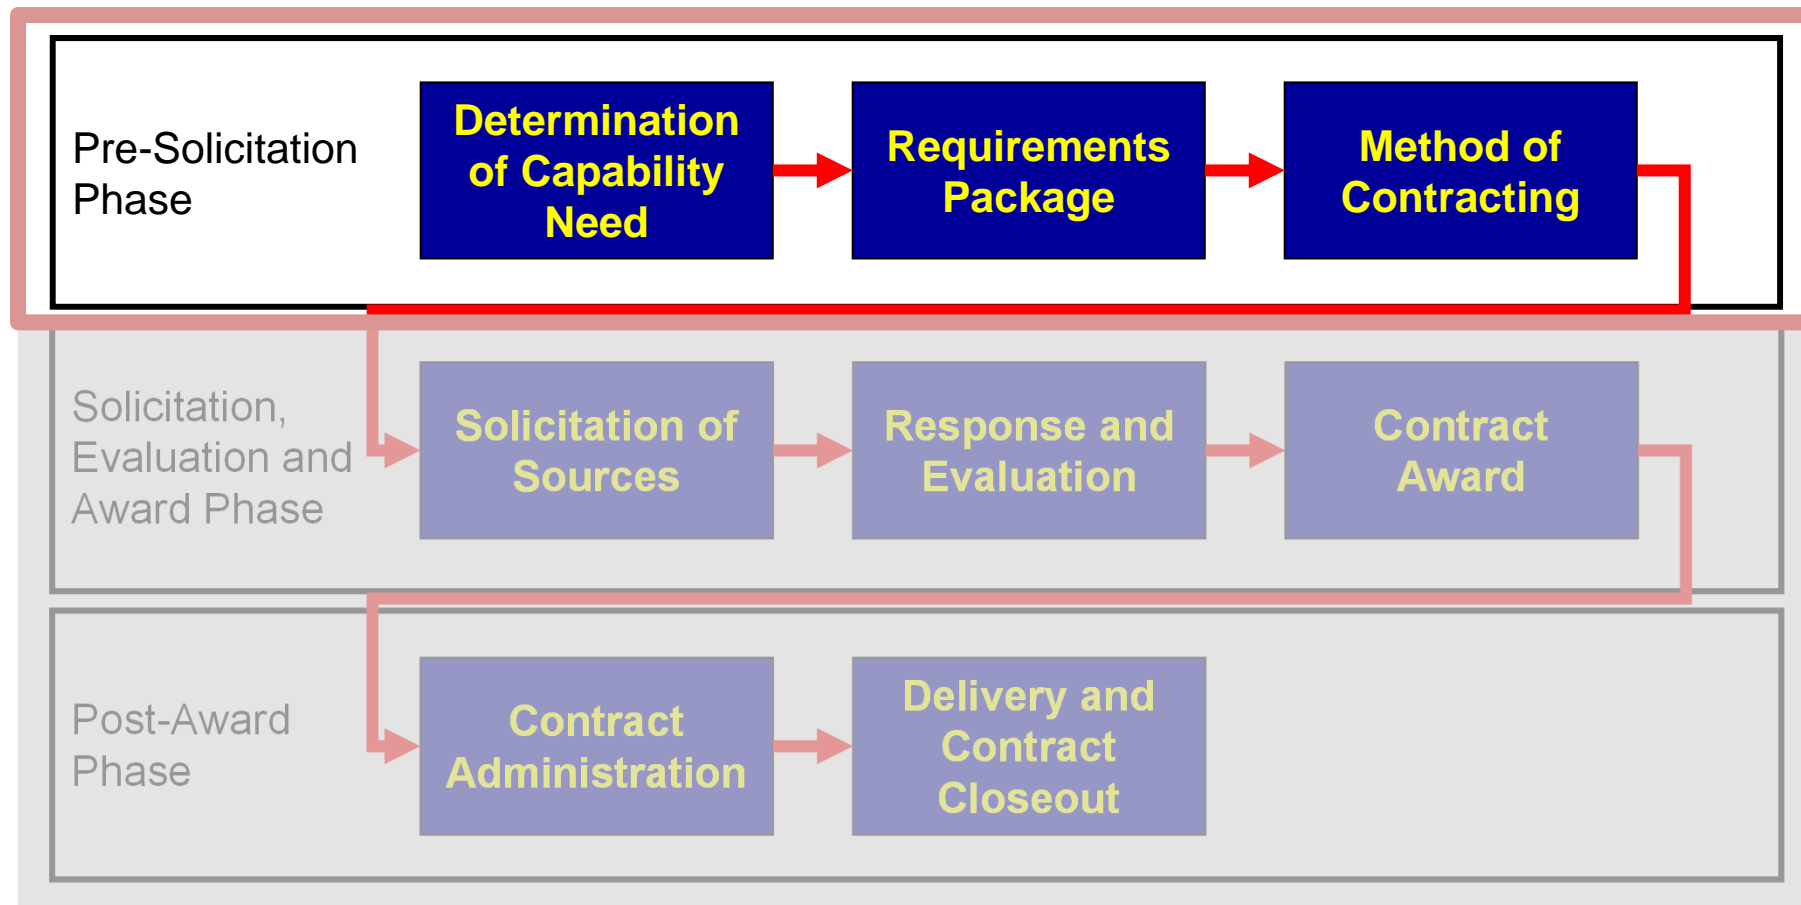 Pre-Solicitation
Phase
Determination
of Capability
Need
Requirements
Package
Method of
Contracting
Solicitation,
Evaluation and
Award Phase
Solicitation of
Sources
Response and
Evaluation
Contract
Award
Post-Award
Phase
Contract
Administration
Delivery and
Contract
Closeout